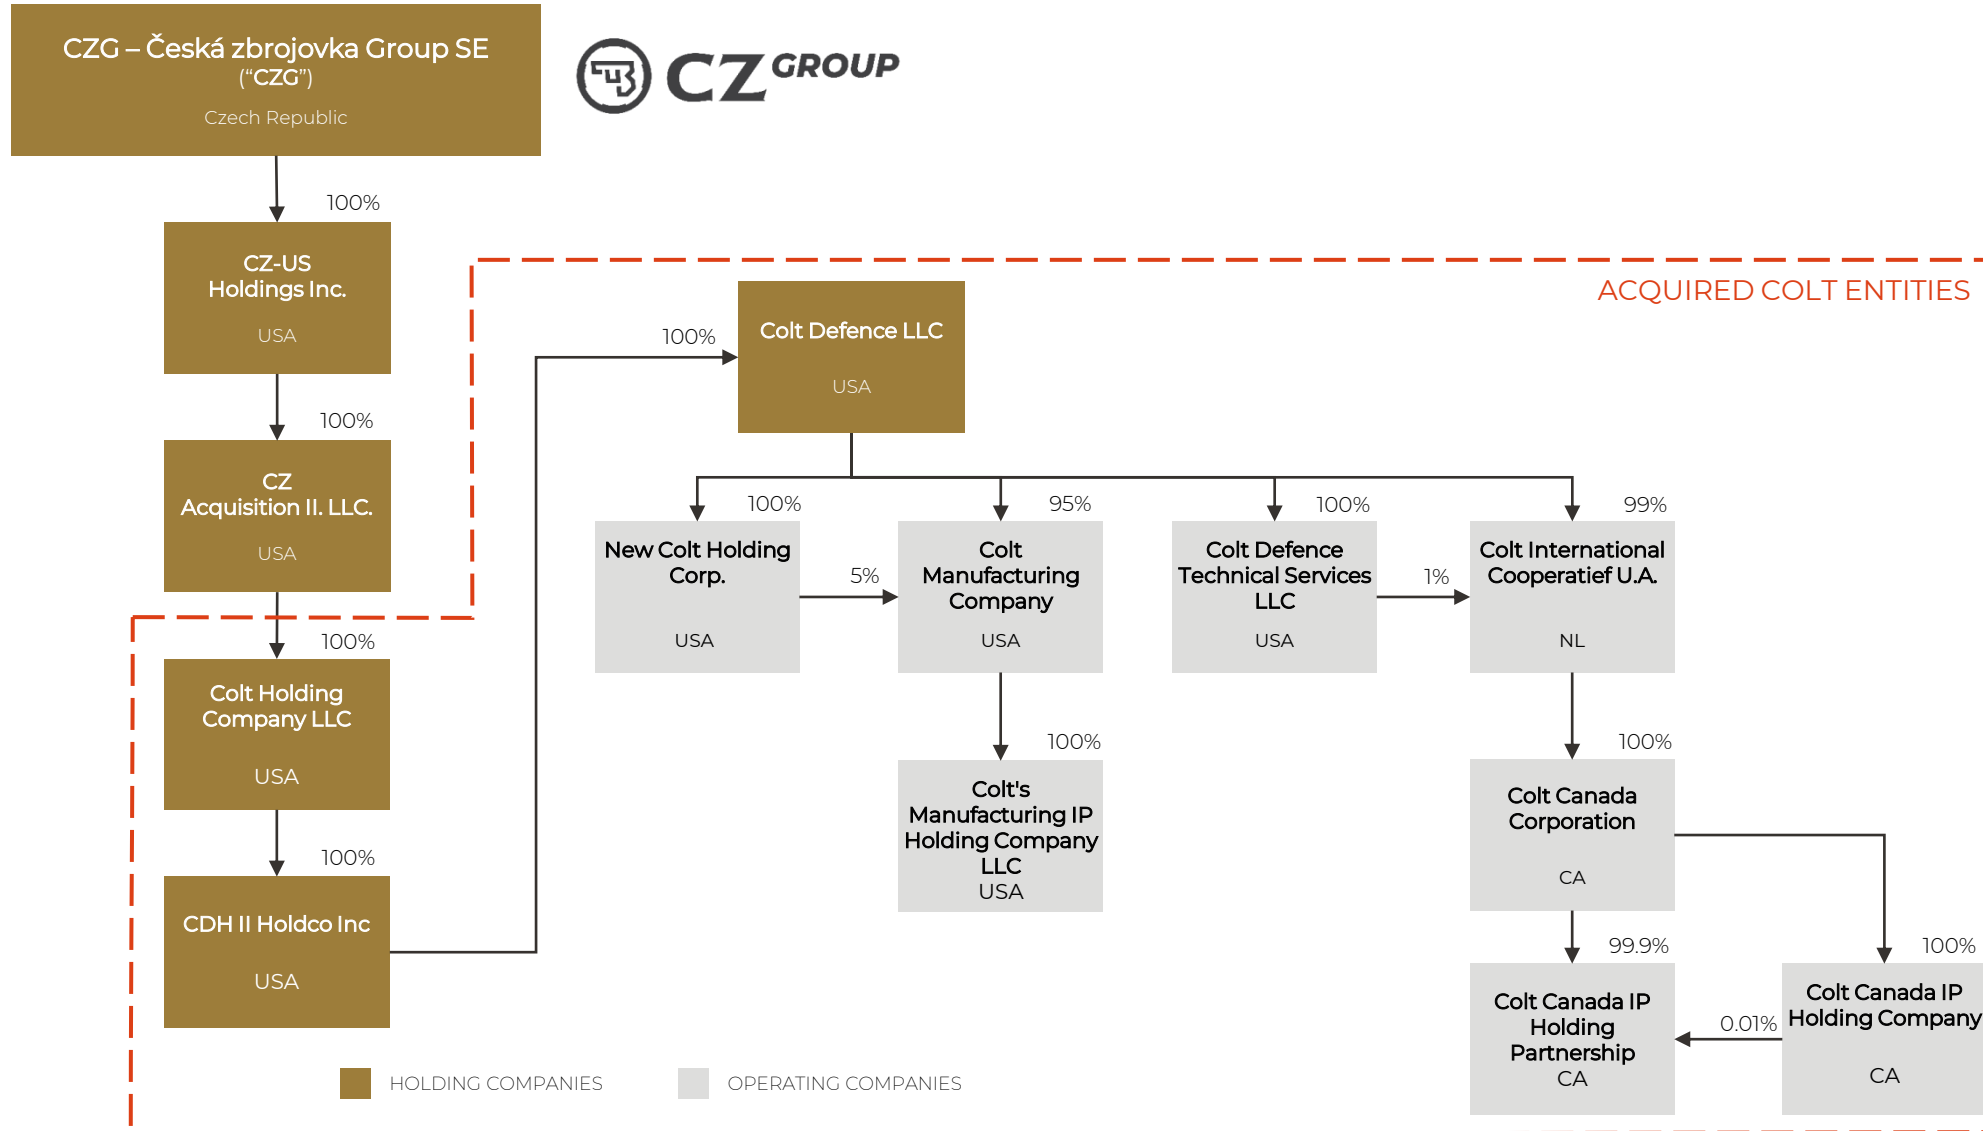 CZG – Česká zbrojovka Group SE
(“CZG”)
Czech Republic
CZ GROUP
100%
CZ-US
Holdings Inc.
USA
100%
CZ
Acquisition II. LLC.
USA
100%
Colt Holding
Company LLC
USA
100%
CDH II Holdco Inc
USA
ACQUIRED COLT ENTITIES
100%
Colt Defence LLC
USA
100%
New Colt Holding
Corp.
USA
5%
95%
Colt
Manufacturing
Company
USA
100%
Colt's
Manufacturing IP
Holding Company
LLC
USA
100%
Colt Defence
Technical Services
LLC
USA
1%
99%
Colt International
Cooperatief U.A.
NL
100%
Colt Canada
Corporation
CA
99.9%
Colt Canada IP
Holding
Partnership
CA
0.01%
100%
Colt Canada IP
Holding Company
CA
HOLDING COMPANIES
OPERATING COMPANIES